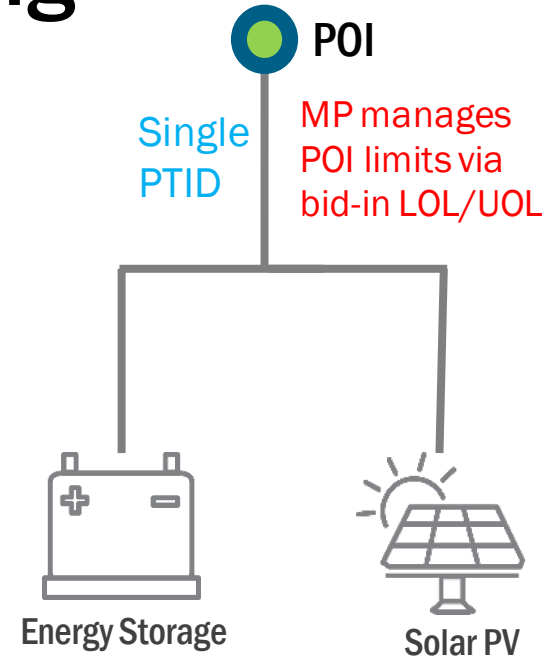 POI
Single
PTID
MP manages
POI limits via
bid-in LOL/UOL
Energy Storage
Solar PV